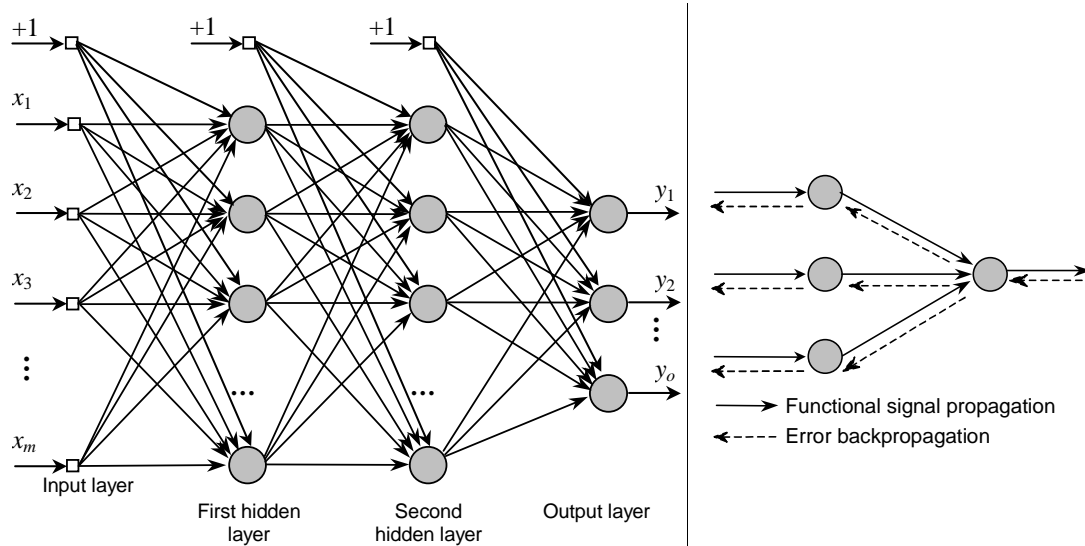 +1 +1 +1
x1
x2 y1
x3 y2
⋮ ... ... ⋮
yo
xm
Functional signal propagation
Error backpropagation
Input layer
First hidden layer
Second hidden layer
Output layer